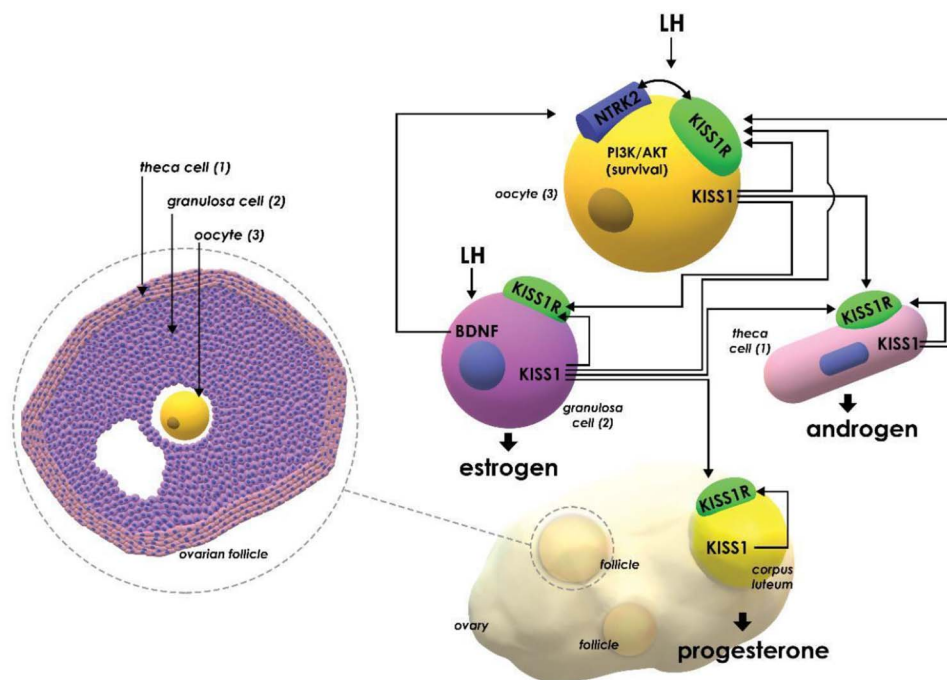 LH
NTRK2
KISS1R
PI3K/AKT
(survival)
KISS1
oocyte (3)
theca cell (1)
granulosa cell (2)
oocyte (3)
ovarian follicle
LH
KISS1R
BDNF
KISS1
granulosa
cell (2)
estrogen
KISS1R
theca
cell (1)
KISS1
androgen
KISS1R
KISS1
corpus
luteum
follicle
follicle
ovary
progesterone